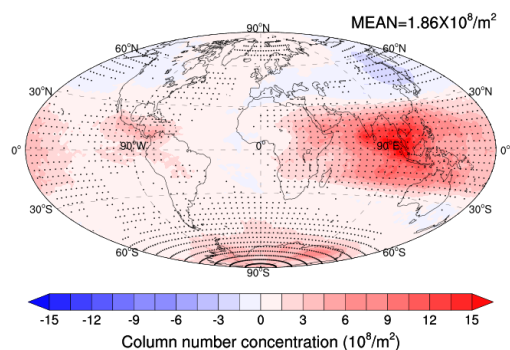 MEAN=1.86X10⁸/m²
90°N
60°N 60°N
30°N 30°N
0° 90°W 0° 90°E 0°
30°S 30°S
60°S 60°S
90°S
-15 -12 -9 -6 -3 0 3 6 9 12 15
Column number concentration (10⁸/m²)